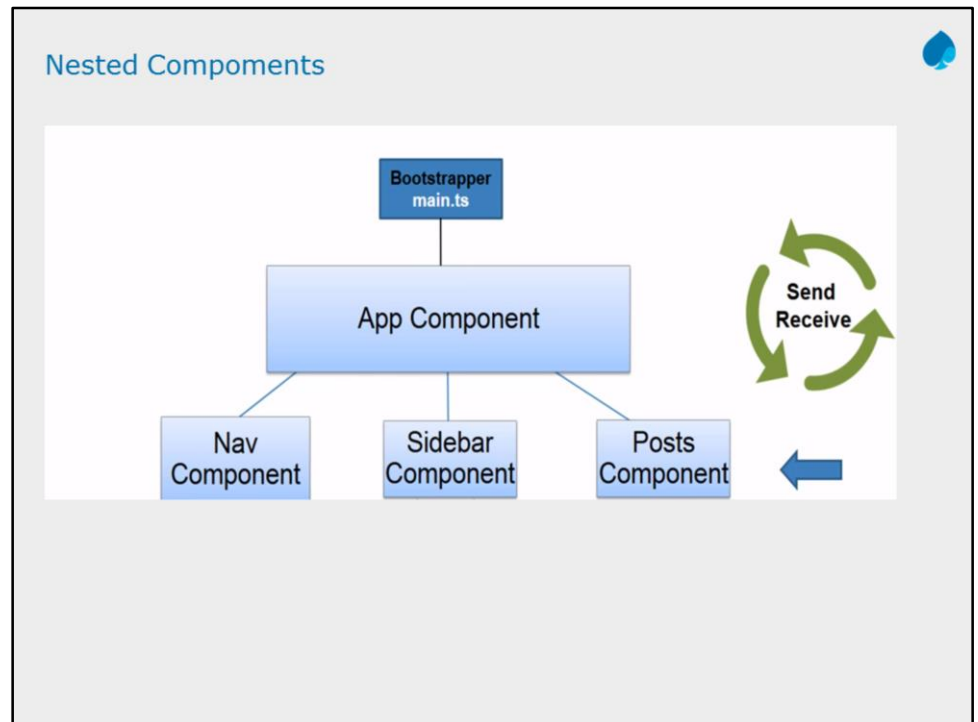 Nested Compoments
Bootstrapper
main.ts
App Component
Send
Receive
Nav
Component
Sidebar
Component
Posts
Component